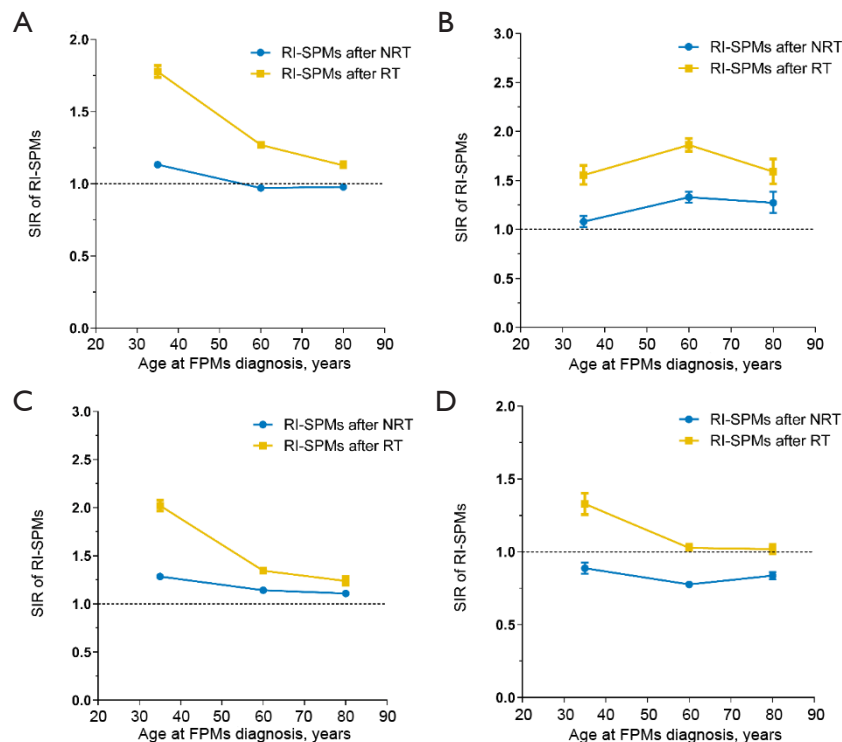 A
2.0
1.5
1.0
0.5
0.0
SIR of RI-SPMs
RI-SPMs after NRT
RI-SPMs after RT
20 30 40 50 60 70 80 90
Age at FPMs diagnosis, years
B
3.0
2.5
2.0
1.5
1.0
0.5
0.0
SIR of RI-SPMs
RI-SPMs after NRT
RI-SPMs after RT
20 30 40 50 60 70 80 90
Age at FPMs diagnosis, years
C
3.0
2.5
2.0
1.5
1.0
0.5
0.0
SIR of RI-SPMs
RI-SPMs after NRT
RI-SPMs after RT
20 30 40 50 60 70 80 90
Age at FPMs diagnosis, years
D
2.0
1.5
1.0
0.5
0.0
SIR of RI-SPMs
RI-SPMs after NRT
RI-SPMs after RT
20 30 40 50 60 70 80 90
Age at FPMs diagnosis, years